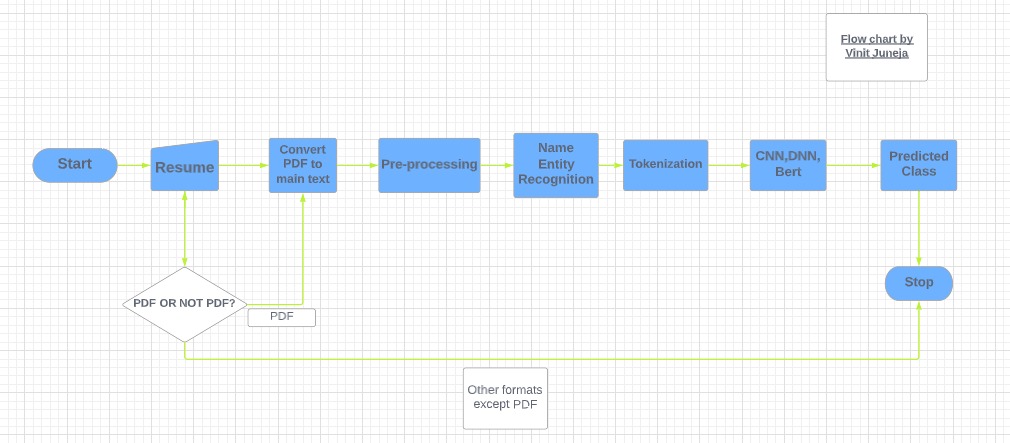 Flow chart by
Vinit Juneja
Start
Resume
Convert
PDF to
main text
Pre-processing
Name
Entity
Recognition
Tokenization
CNN,DNN,
Bert
Predicted
Class
PDF OR NOT PDF?
PDF
Stop
Other formats
except PDF